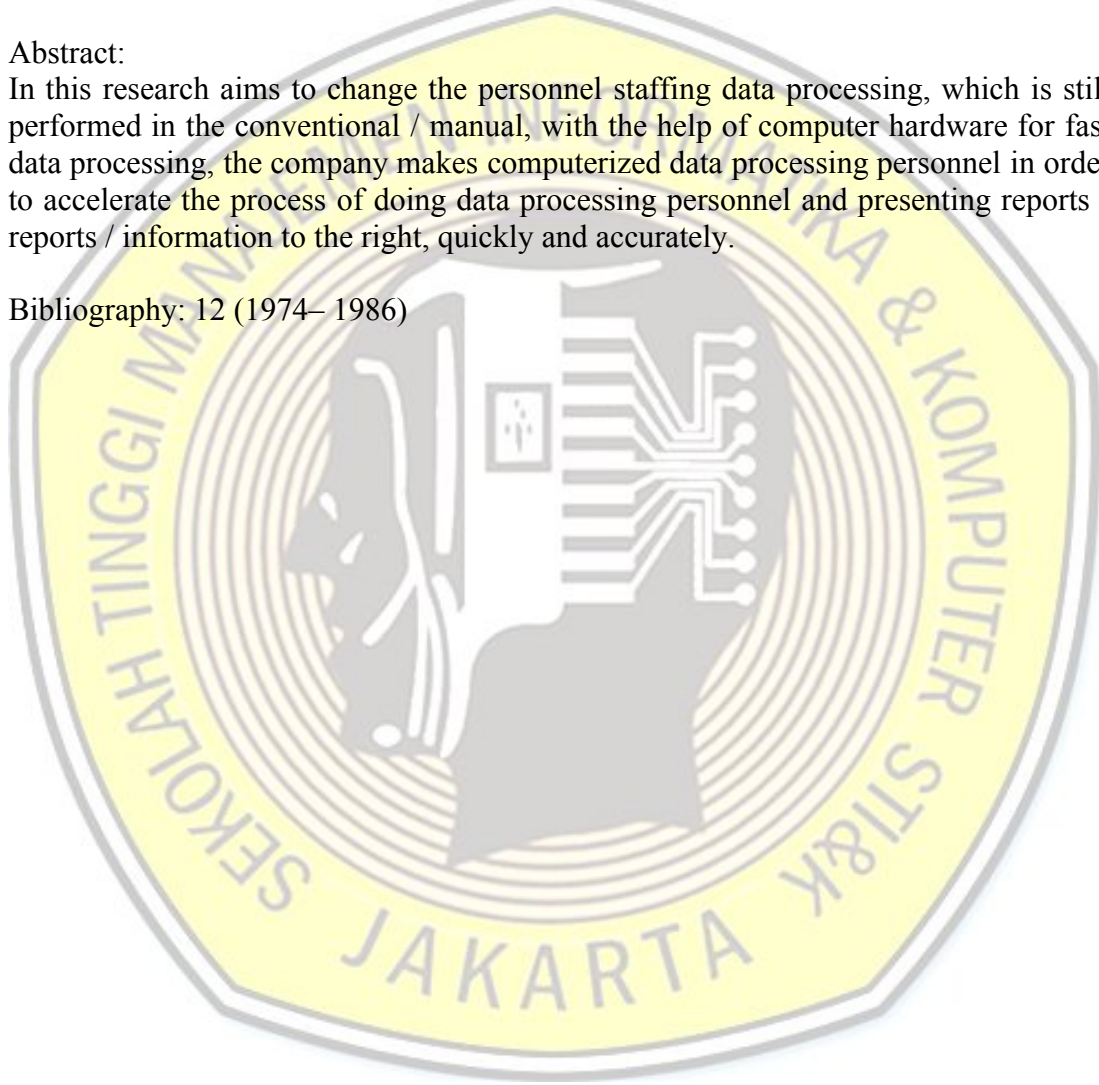 Abstract:
In this research aims to change the personnel staffing data processing, which is stil
performed in the conventional / manual, with the help of computer hardware for fas
data processing, the company makes computerized data processing personnel in orde
to accelerate the process of doing data processing personnel and presenting reports
reports / information to the right, quickly and accurately.
Bibliography: 12 (1974– 1986)
SEKOLAH TINGGI MANAJEMEN INFORMATIKA & KOMPUTER STI&K
JAKARTA